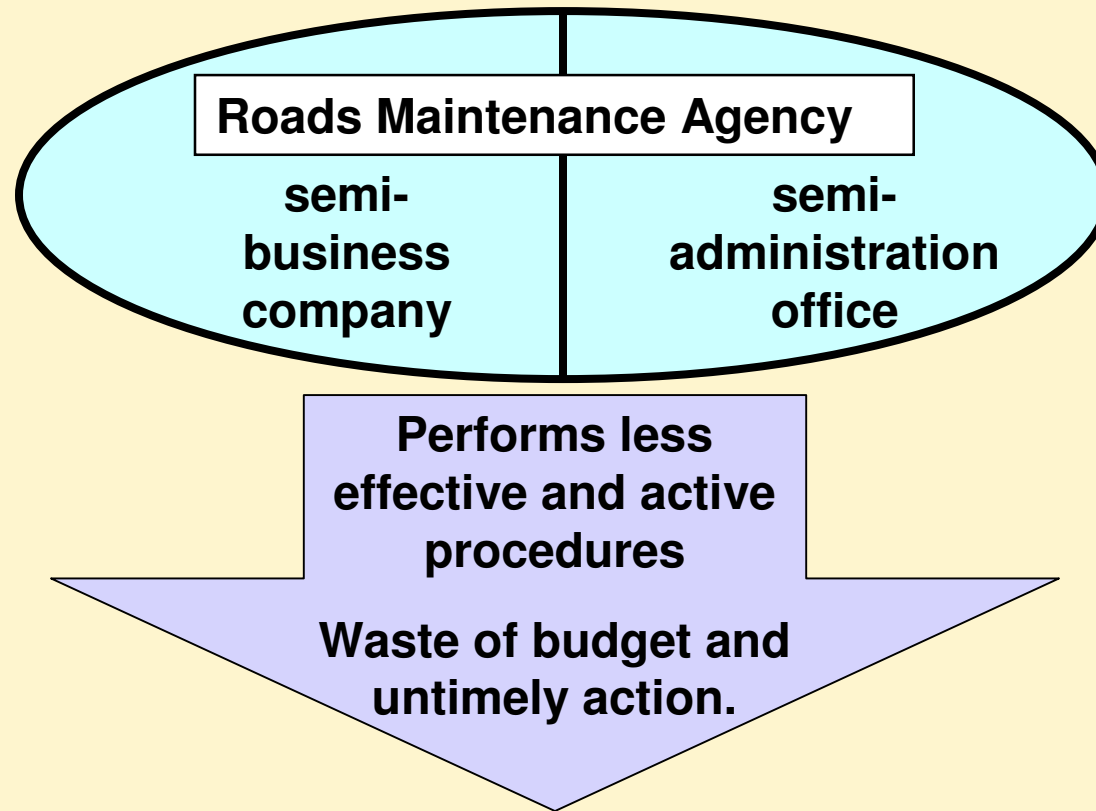 Roads Maintenance Agency
semi-
business
company
semi-
administration
office
Performs less
effective and active
procedures
Waste of budget and
untimely action.